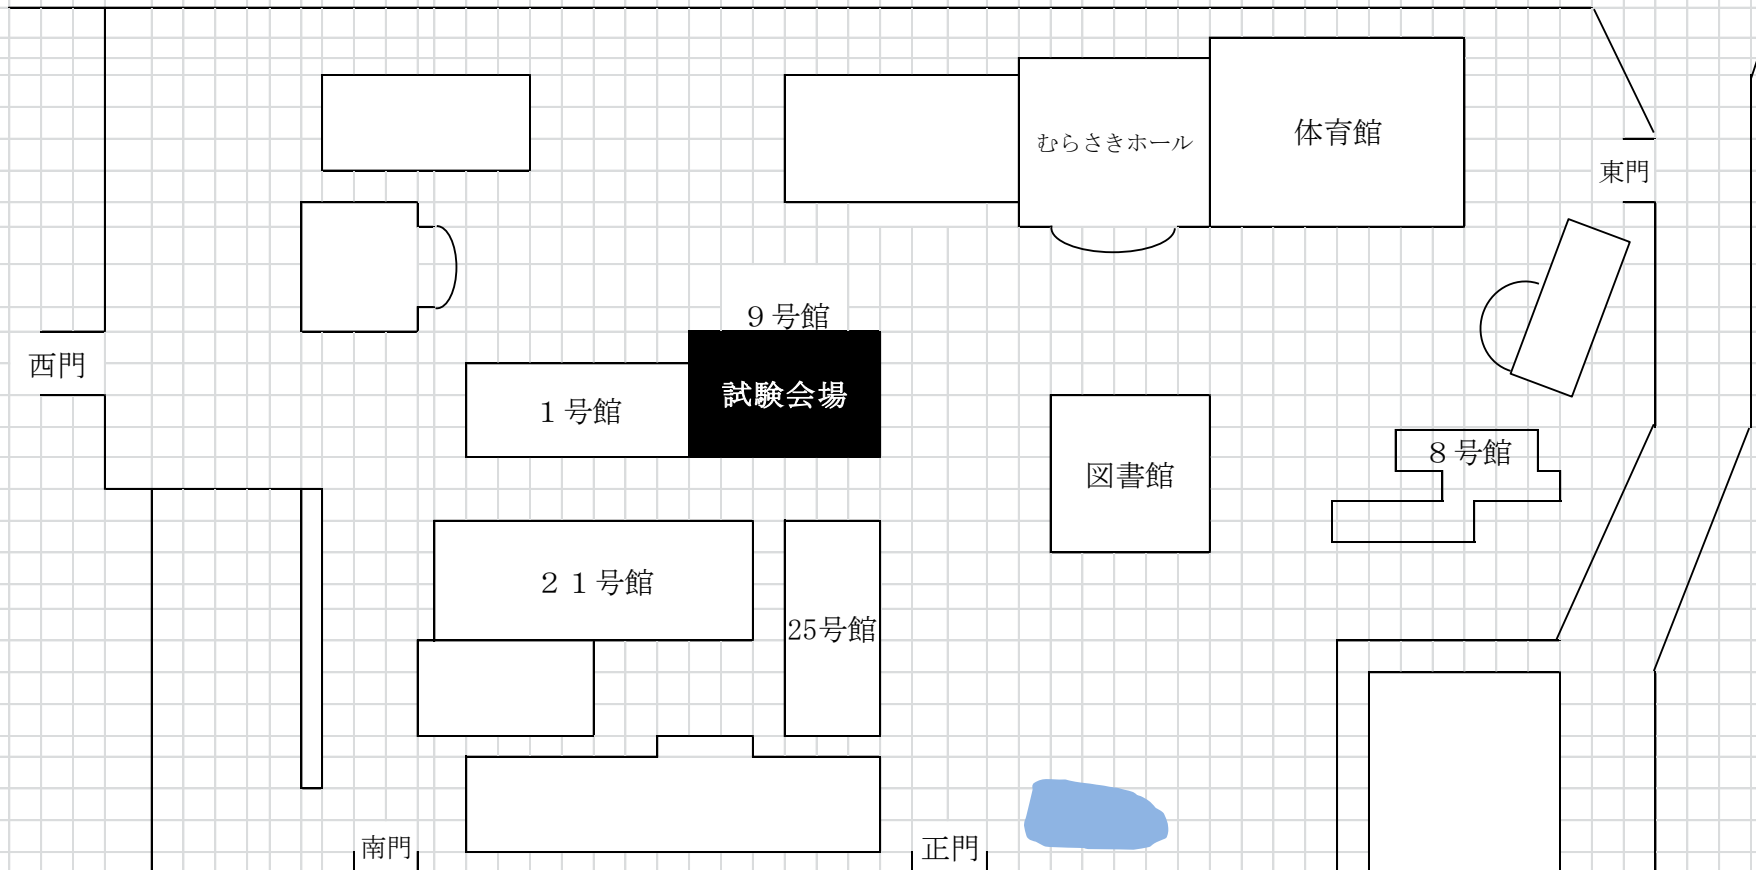 体育館
むらさきホール
東門
９号館
西門
試験会場
１号館
８号館
図書館
２１号館
25号館
南門
正門